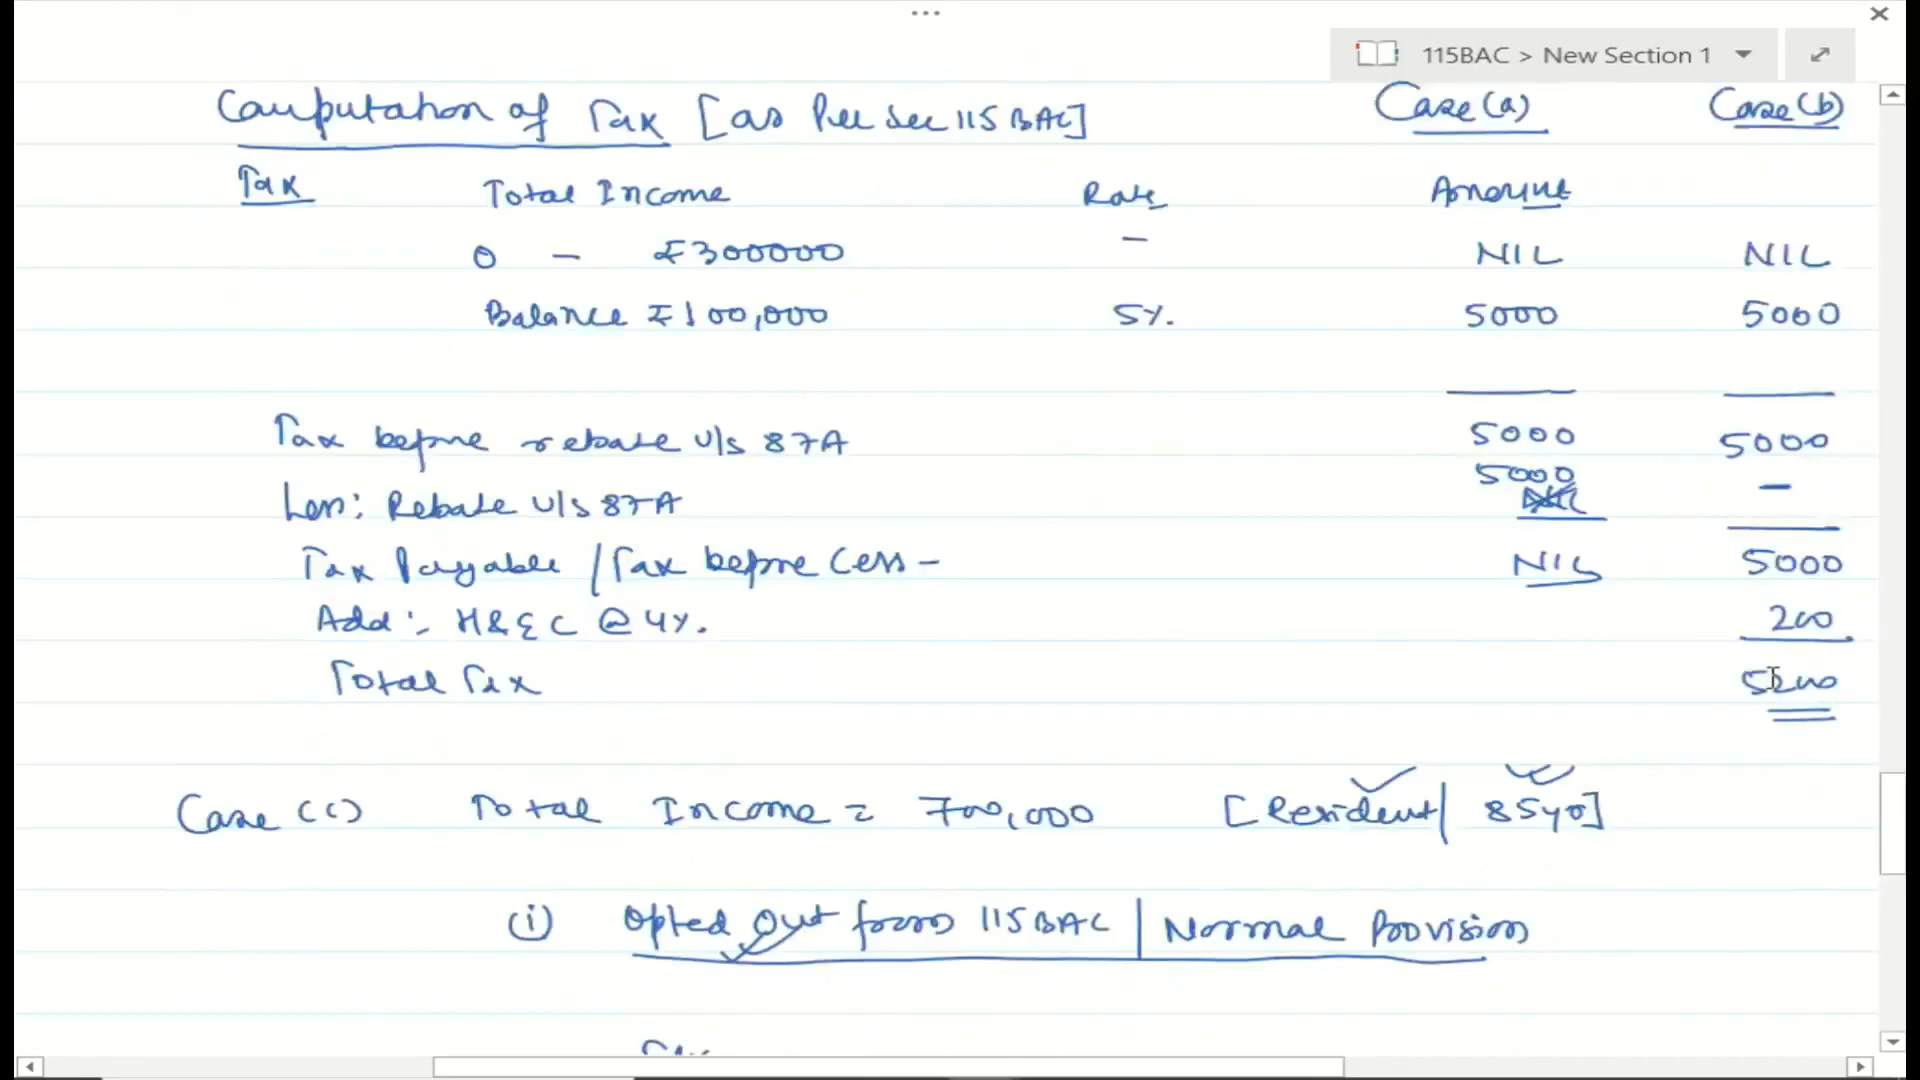 ...
115BAC > New Section 1
Computation of Tax [as Per Sec 115BAC] Case (a) Case (b)
Tax Total Income Rate Amount
0 - ₹300000 - NIL NIL
Balance ₹100,000 5%. 5000 5000
Tax before rebate U/s 87A 5000 5000
5000
Less: Rebate U/s 87A -
Tax Payable / Tax before Cess - NIL 5000
Add :- H&EC @ 4%. 200
Total Tax 5200
Case (c) Total Income = 700,000 [Resident/ 85yo]
(i) Opted Out from 115BAC | Normal Provision